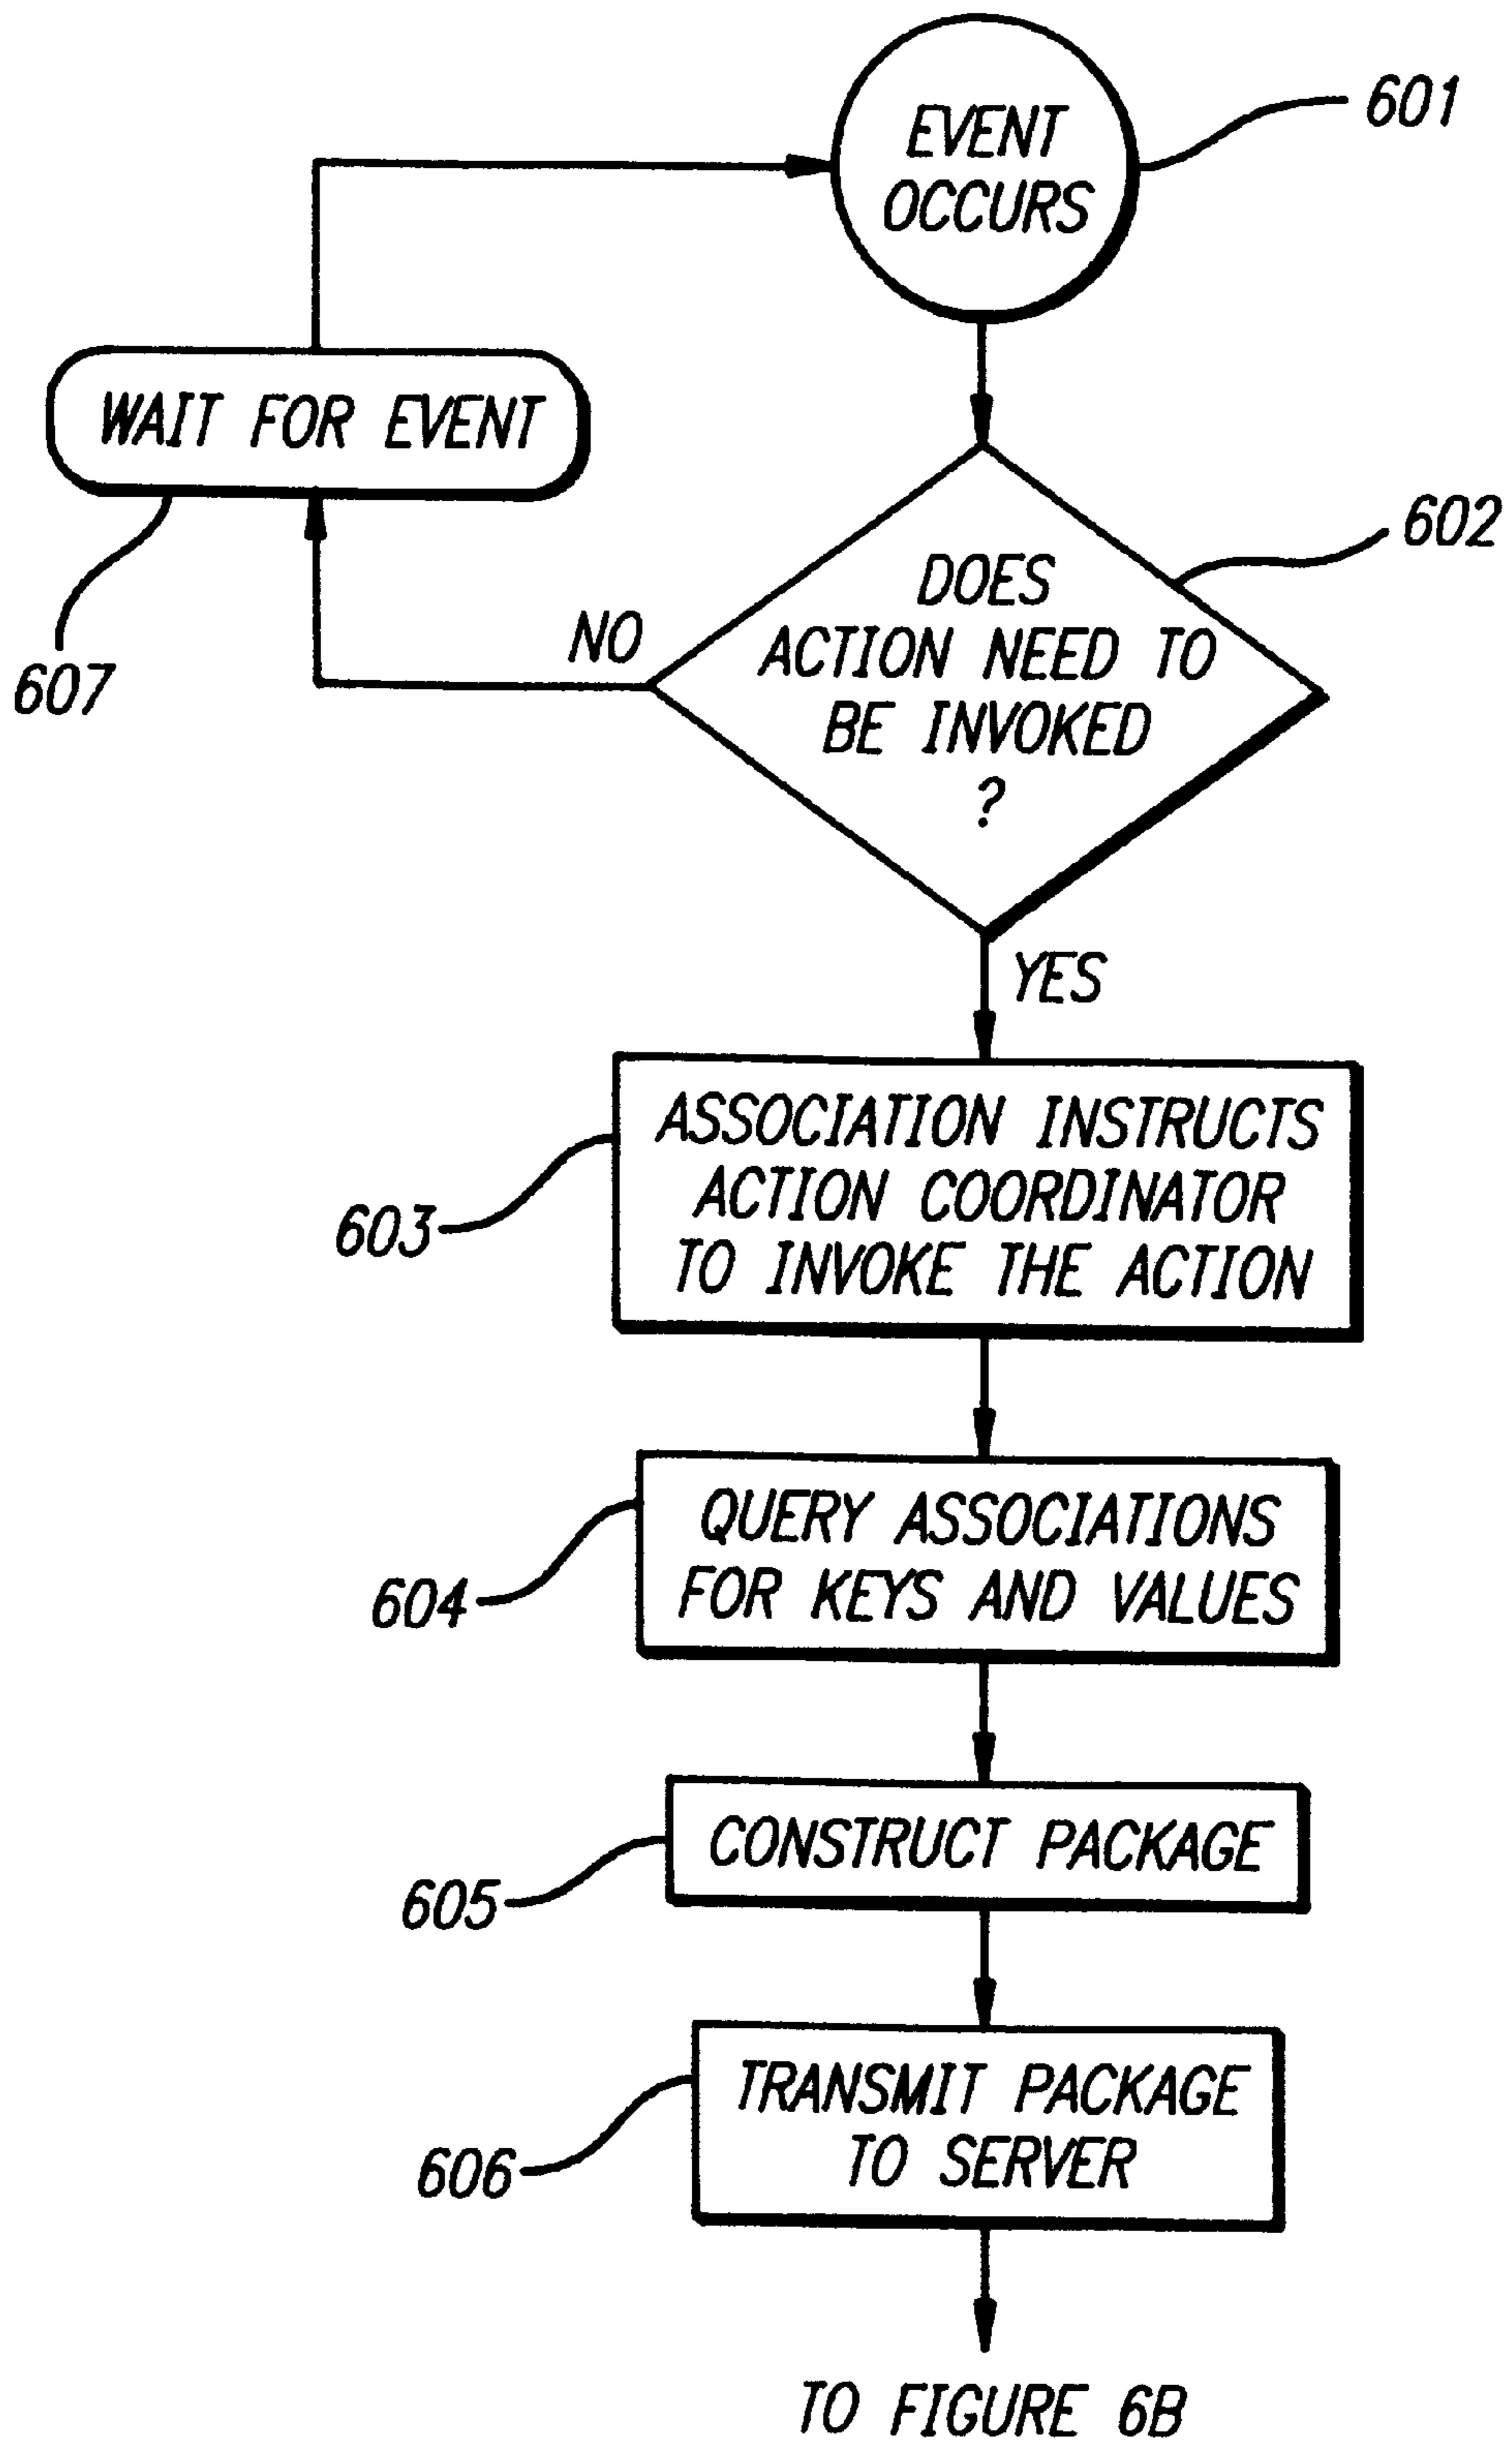 EVENT
OCCURS
601
WAIT FOR EVENT
607
602
DOES
ACTION NEED TO
BE INVOKED
?
NO
YES
ASSOCIATION INSTRUCTS
ACTION COORDINATOR
TO INVOKE THE ACTION
603
QUERY ASSOCIATIONS
FOR KEYS AND VALUES
604
CONSTRUCT PACKAGE
605
TRANSMIT PACKAGE
TO SERVER
606
TO FIGURE 6B